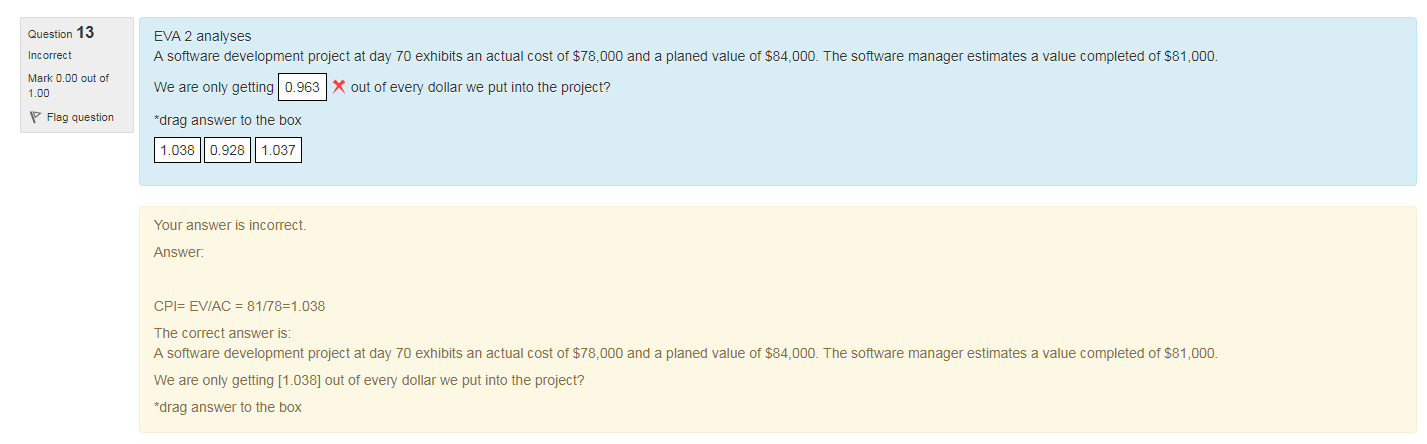 Question 13
Incorrect
Mark 0.00 out of
1.00
Flag question
EVA 2 analyses
A software development project at day 70 exhibits an actual cost of $78,000 and a planed value of $84,000. The software manager estimates a value completed of $81,000.
We are only getting 0.963 out of every dollar we put into the project?
*drag answer to the box
1.038 0.928 1.037
Your answer is incorrect.
Answer:
CPI= EV/AC = 81/78=1.038
The correct answer is:
A software development project at day 70 exhibits an actual cost of $78,000 and a planed value of $84,000. The software manager estimates a value completed of $81,000.
We are only getting [1.038] out of every dollar we put into the project?
*drag answer to the box